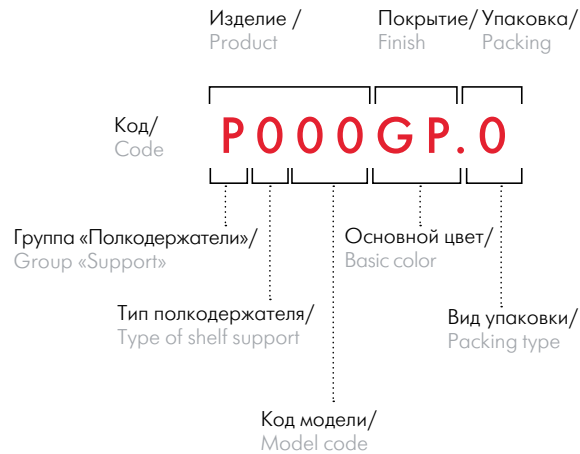 Изделие / Покрытие/ Упаковка/
Product Finish Packing
Код/ P000GP.0
Code
Группа «Полкодержатели»/ Основной цвет/
Group «Support» Basic color
Тип полкодержателя/ Вид упаковки/
Type of shelf support Packing type
Код модели/
Model code